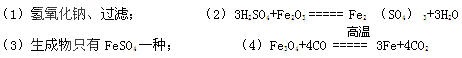 (1) 氢氧化钠、过滤; (2) 3H₂SO₄+Fe₂O₃ ===== Fe₂ (SO₄) ₃+3H₂O
(3) 生成物只有FeSO₄一种; (4) Fe₃O₄+4CO =高温= 3Fe+4CO₂